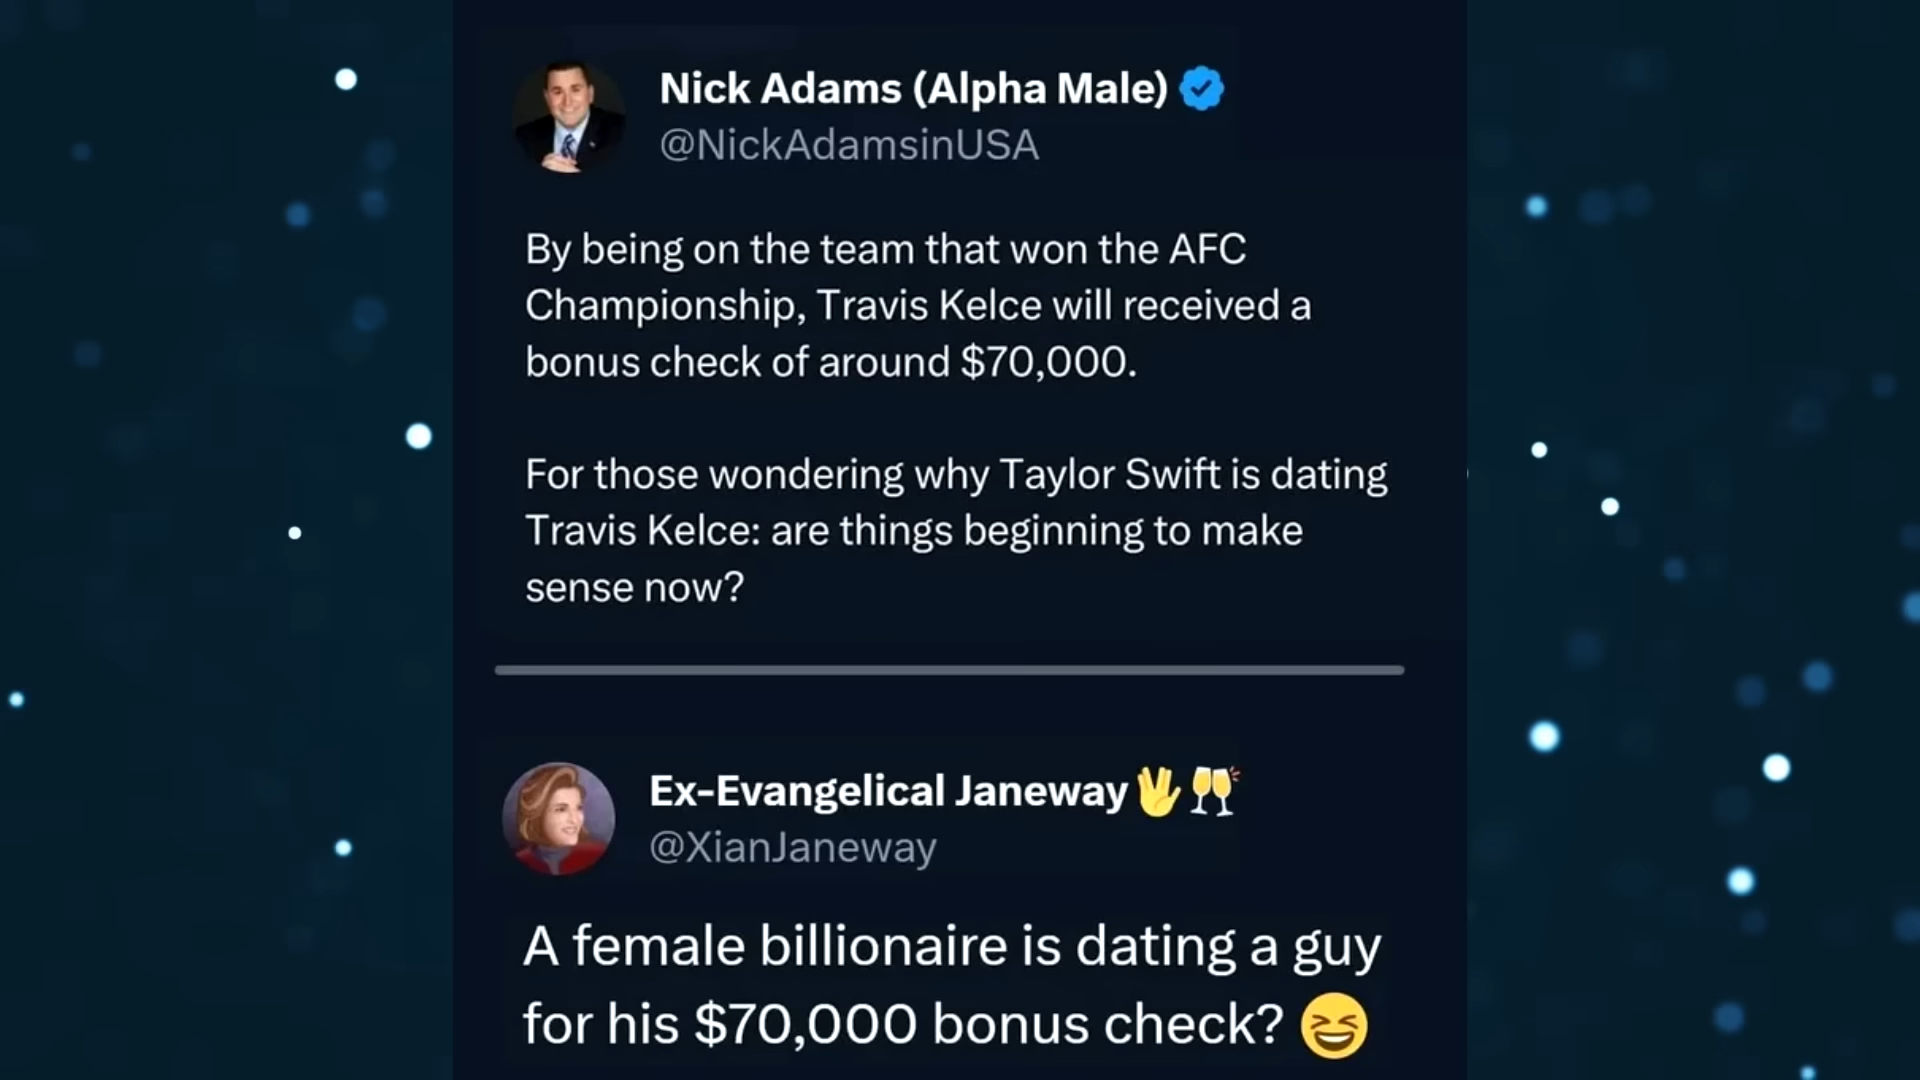 Nick Adams (Alpha Male)
@NickAdamsinUSA
By being on the team that won the AFC
Championship, Travis Kelce will received a
bonus check of around $70,000.
For those wondering why Taylor Swift is dating
Travis Kelce: are things beginning to make
sense now?
Ex-Evangelical Janeway🖖🥂
@XianJaneway
A female billionaire is dating a guy
for his $70,000 bonus check? 😆